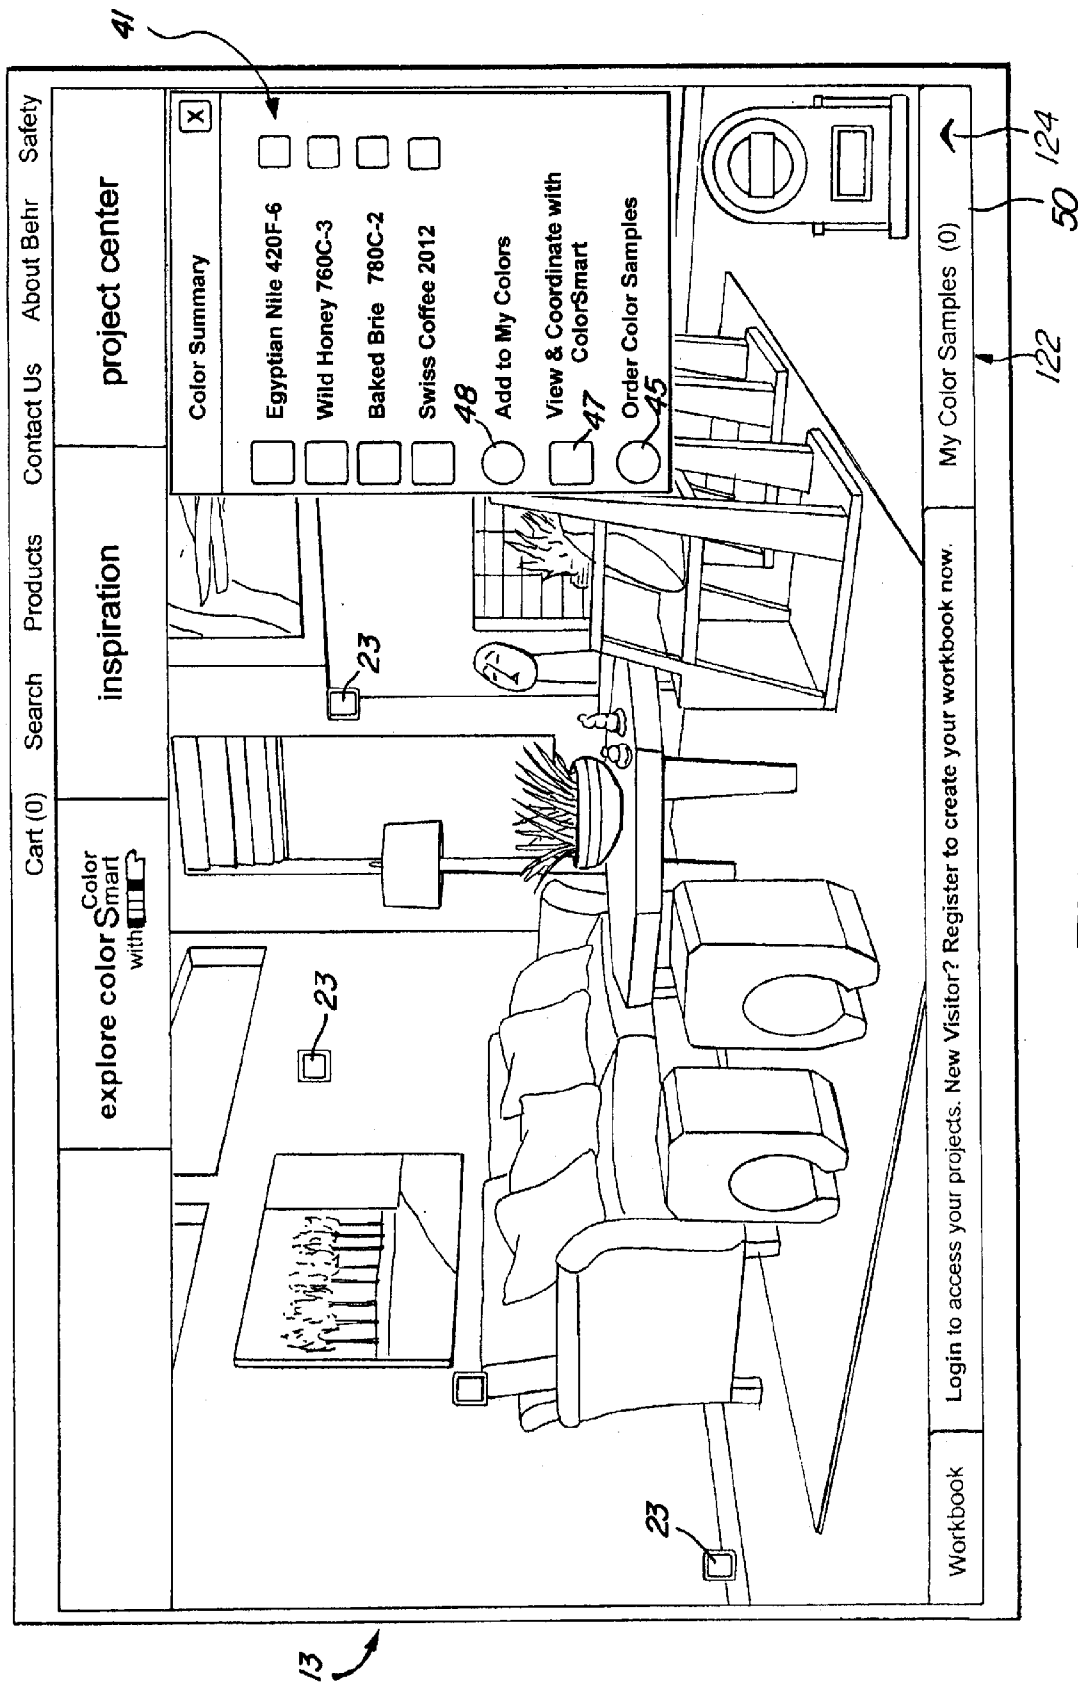 Cart (0) Search Products Contact Us About Behr Safety
explore color
with
Color
Smart
inspiration
project center
Color Summary
X
41
Egyptian Nile 420F-6
Wild Honey 760C-3
Baked Brie 780C-2
Swiss Coffee 2012
48
Add to My Colors
View & Coordinate with
ColorSmart
47
Order Color Samples
45
23
23
23
13
Workbook
Login to access your projects. New Visitor? Register to create your workbook now.
My Color Samples (0)
122
50
124